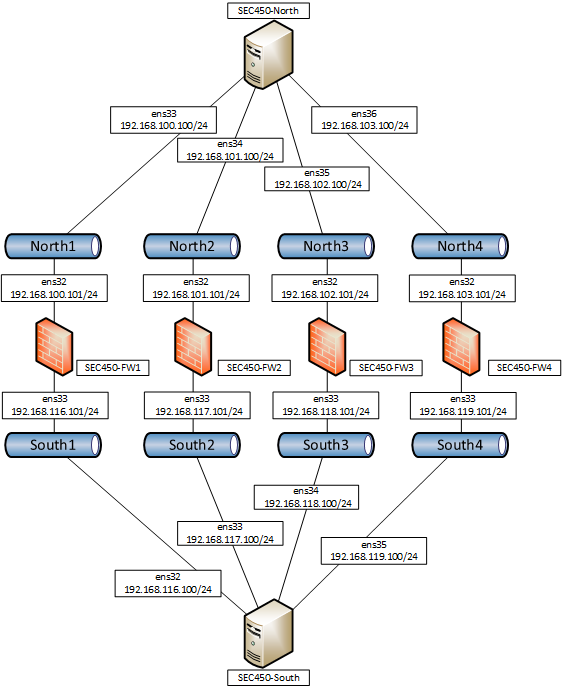 SEC450-North
ens33
192.168.100.100/24
ens36
192.168.103.100/24
ens34
192.168.101.100/24
ens35
192.168.102.100/24
North1
North2
North3
North4
ens32
192.168.100.101/24
ens32
192.168.101.101/24
ens32
192.168.102.101/24
ens32
192.168.103.101/24
SEC450-FW1
SEC450-FW2
SEC450-FW3
SEC450-FW4
ens33
192.168.116.101/24
ens33
192.168.117.101/24
ens33
192.168.118.101/24
ens33
192.168.119.101/24
South1
South2
South3
South4
ens34
192.168.118.100/24
ens33
192.168.117.100/24
ens35
192.168.119.100/24
ens32
192.168.116.100/24
SEC450-South